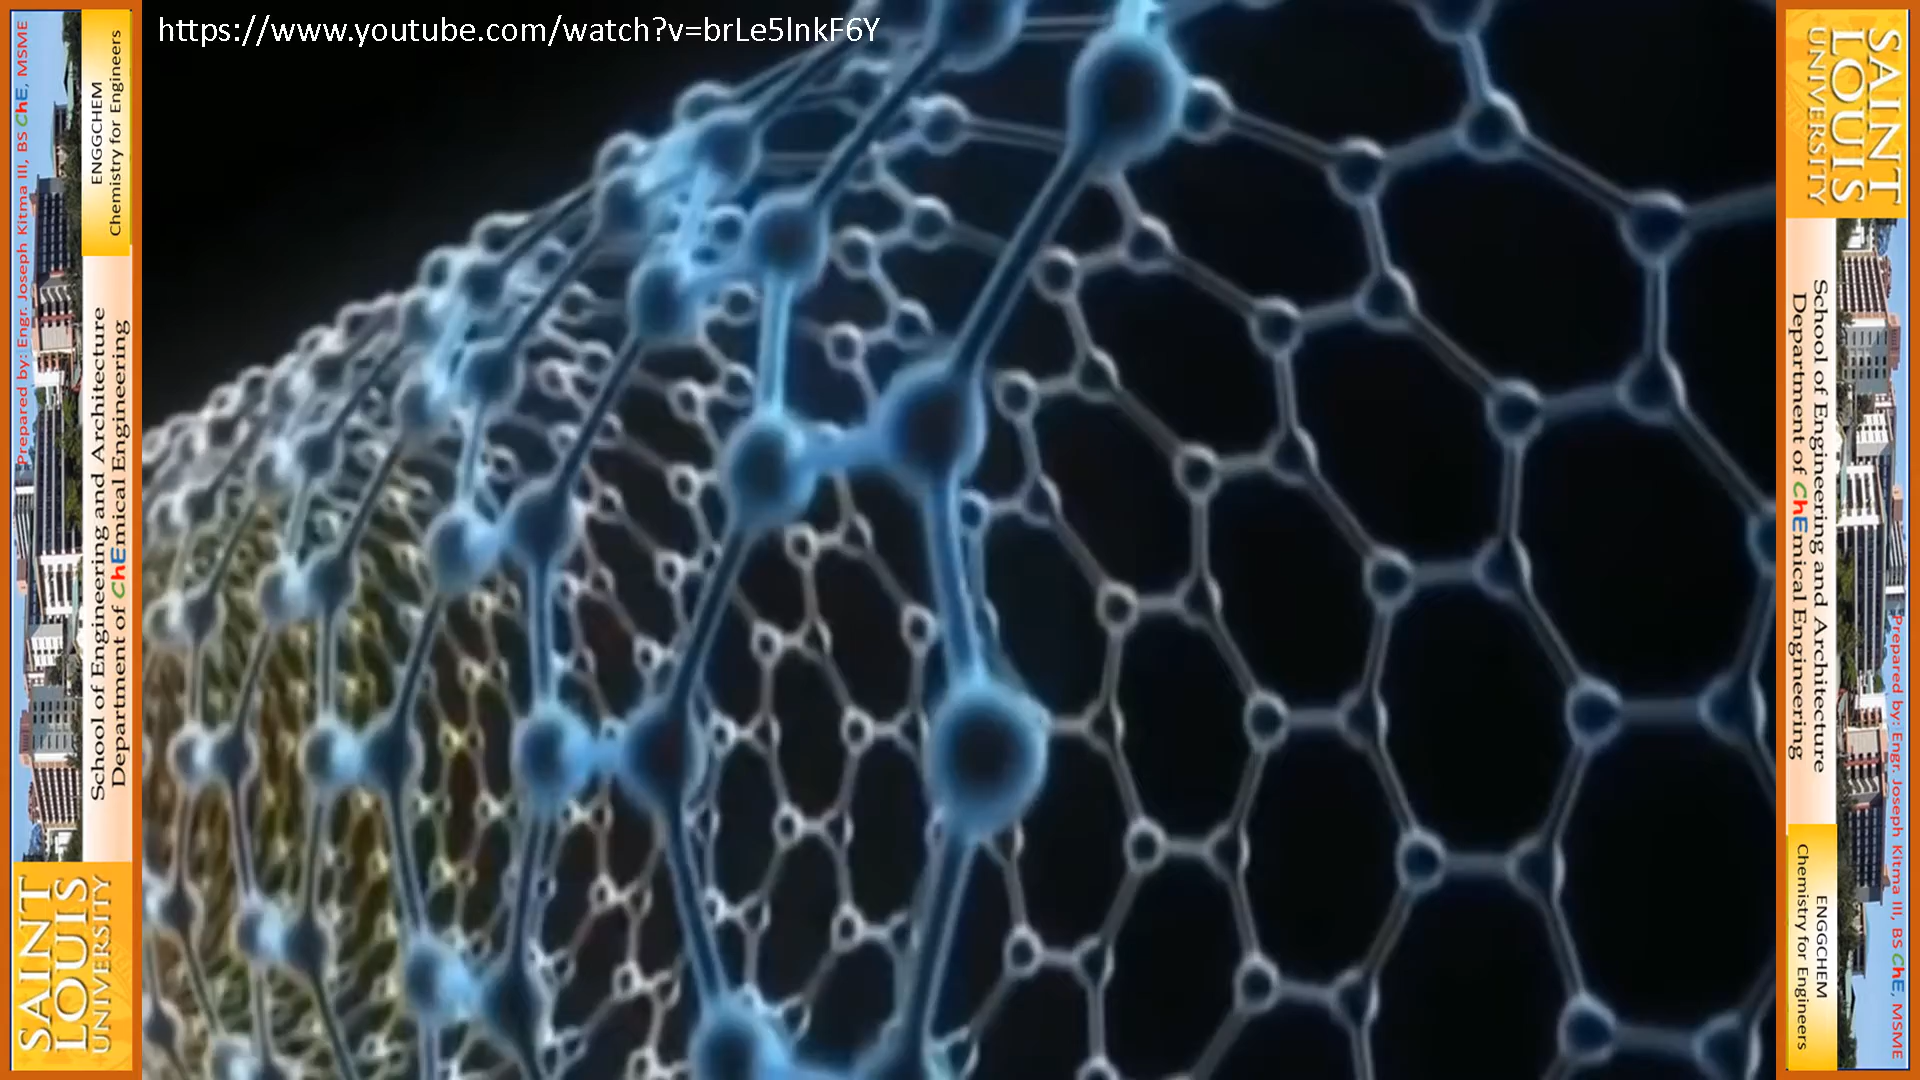 https://www.youtube.com/watch?v=brLe5lnkF6Y
Prepared by: Engr. Joseph Kitma III, BS ChE, MSME
ENGGCHEM
Chemistry for Engineers
School of Engineering and Architecture
Department of ChEmical Engineering
SAINT
LOUIS
UNIVERSITY
SAINT
LOUIS
UNIVERSITY
School of Engineering and Architecture
Department of ChEmical Engineering
ENGGCHEM
Chemistry for Engineers
Prepared by: Engr. Joseph Kitma III, BS ChE, MSME